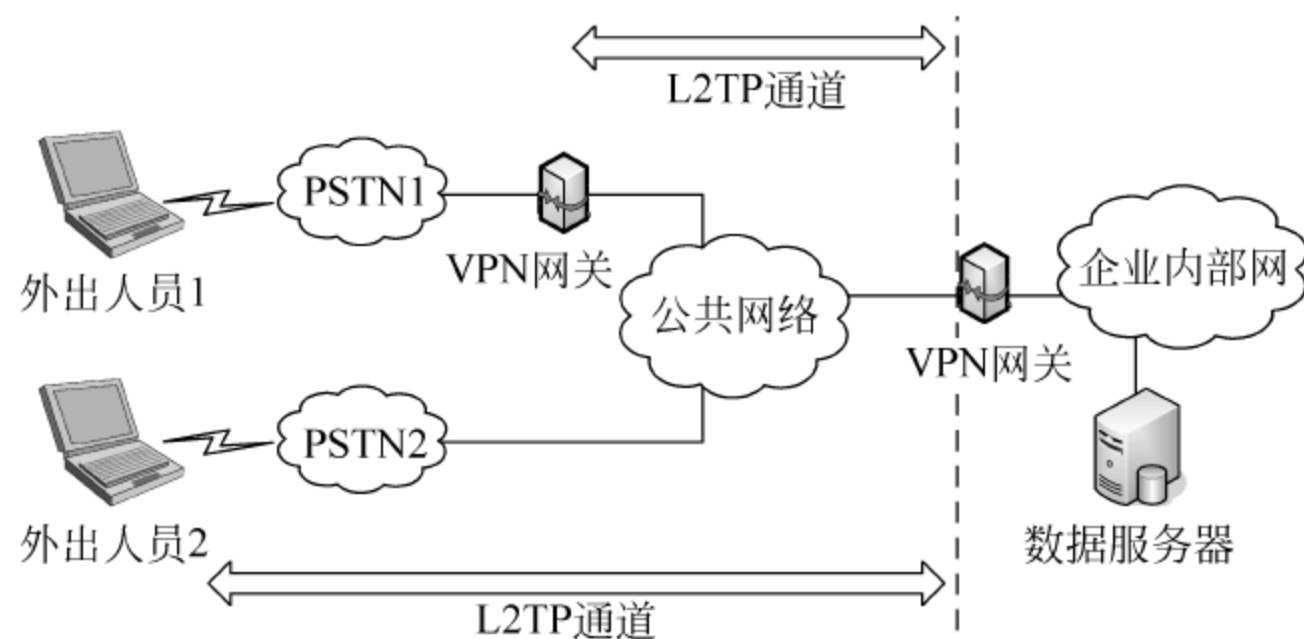 L2TP通道
PSTN1
VPN网关
外出人员1
公共网络
企业内部网
VPN网关
PSTN2
外出人员2
数据服务器
L2TP通道